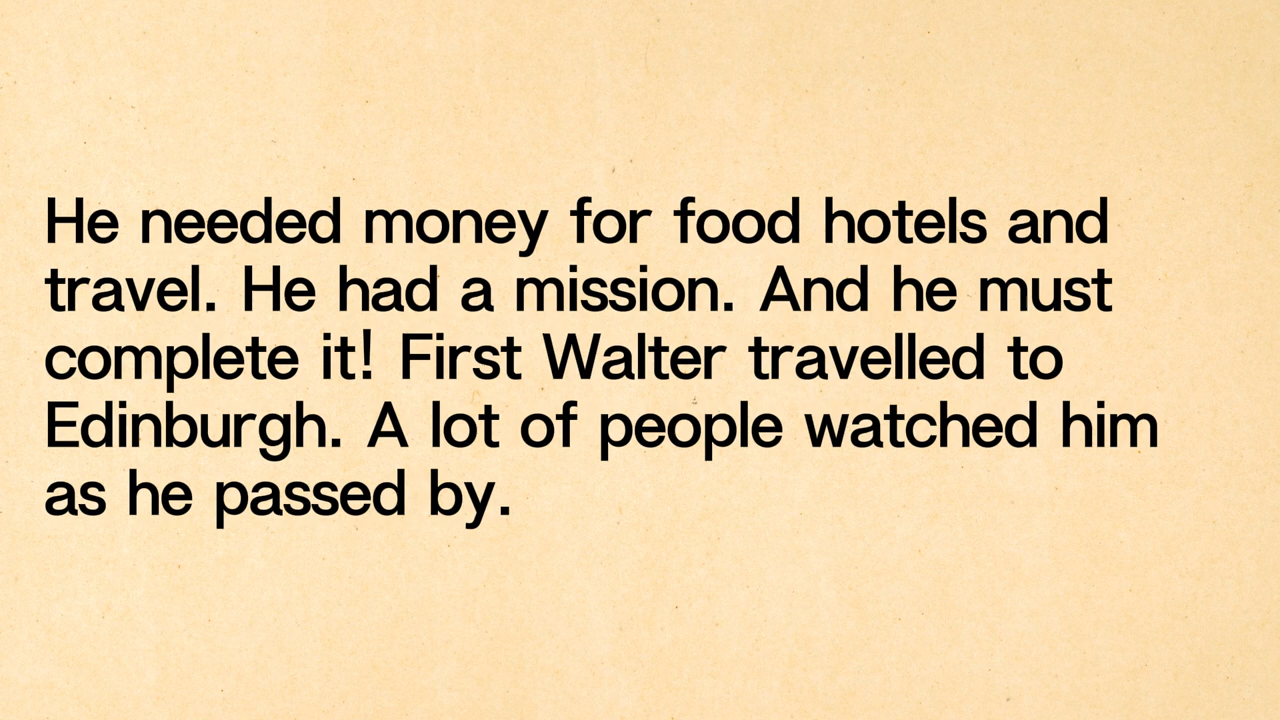 He needed money for food hotels and
travel. He had a mission. And he must
complete it! First Walter travelled to
Edinburgh. A lot of people watched him
as he passed by.